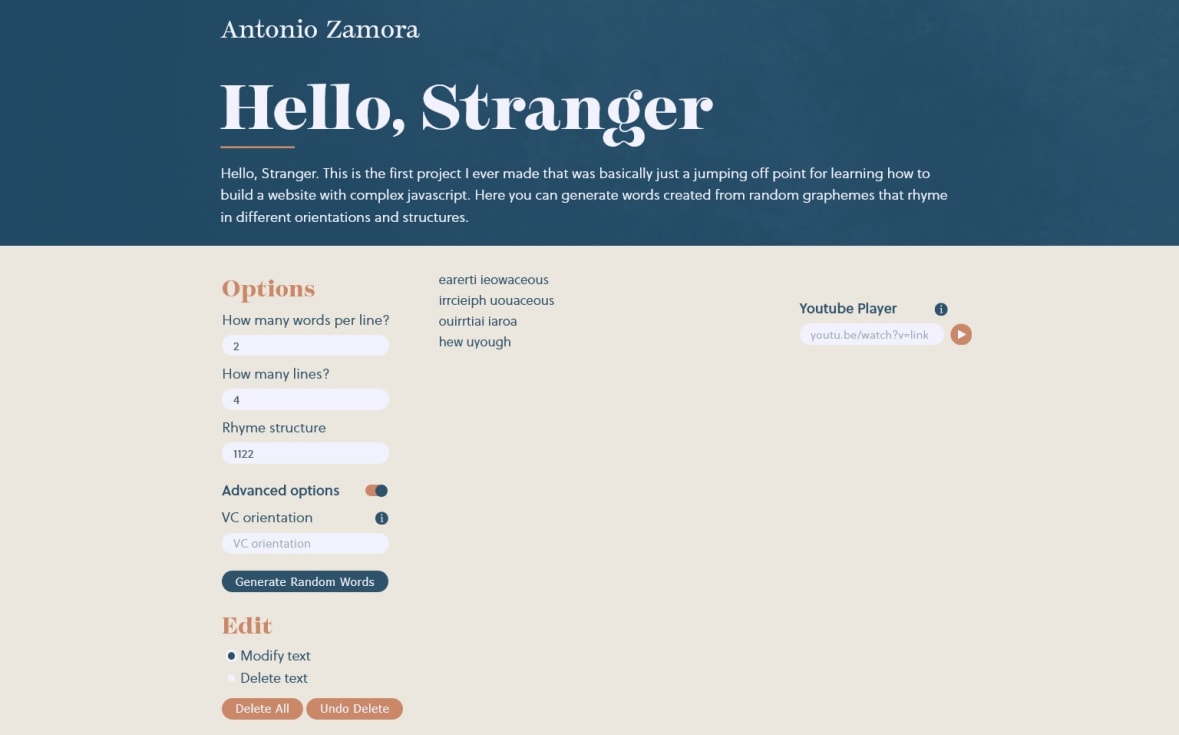 Antonio Zamora
Hello, Stranger
Hello, Stranger. This is the first project I ever made that was basically just a jumping off point for learning how to
build a website with complex javascript. Here you can generate words created from random graphemes that rhyme
in different orientations and structures.
Options
How many words per line?
2
How many lines?
4
Rhyme structure
1122
Advanced options
VC orientation
VC orientation
Generate Random Words
Edit
Modify text
Delete text
Delete All Undo Delete
earerti ieowaceous
irrcieiph uouaceous
ouirrtiai iaroa
hew uyough
Youtube Player
youtu.be/watch?v=link